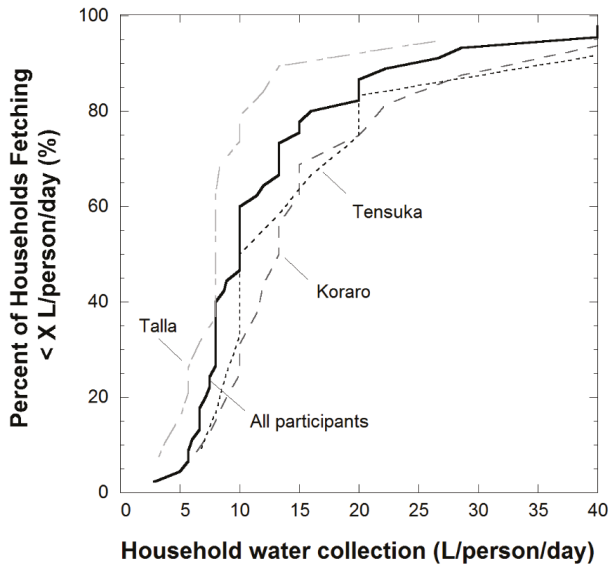 Percent of Households Fetching
< X L/person/day (%)
100
80
60
40
20
0
Tensuka
Koraro
Talla
All participants
0 5 10 15 20 25 30 35 40
Household water collection (L/person/day)